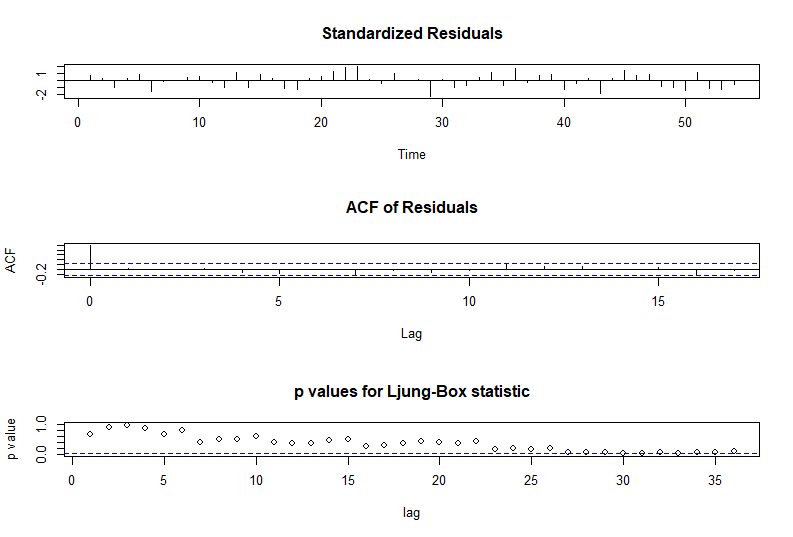 Standardized Residuals
1
-2
0 10 20 30 40 50
Time
ACF of Residuals
ACF
-0.2
0 5 10 15
Lag
p values for Ljung-Box statistic
p value
1.0
0.0
0 5 10 15 20 25 30 35
lag